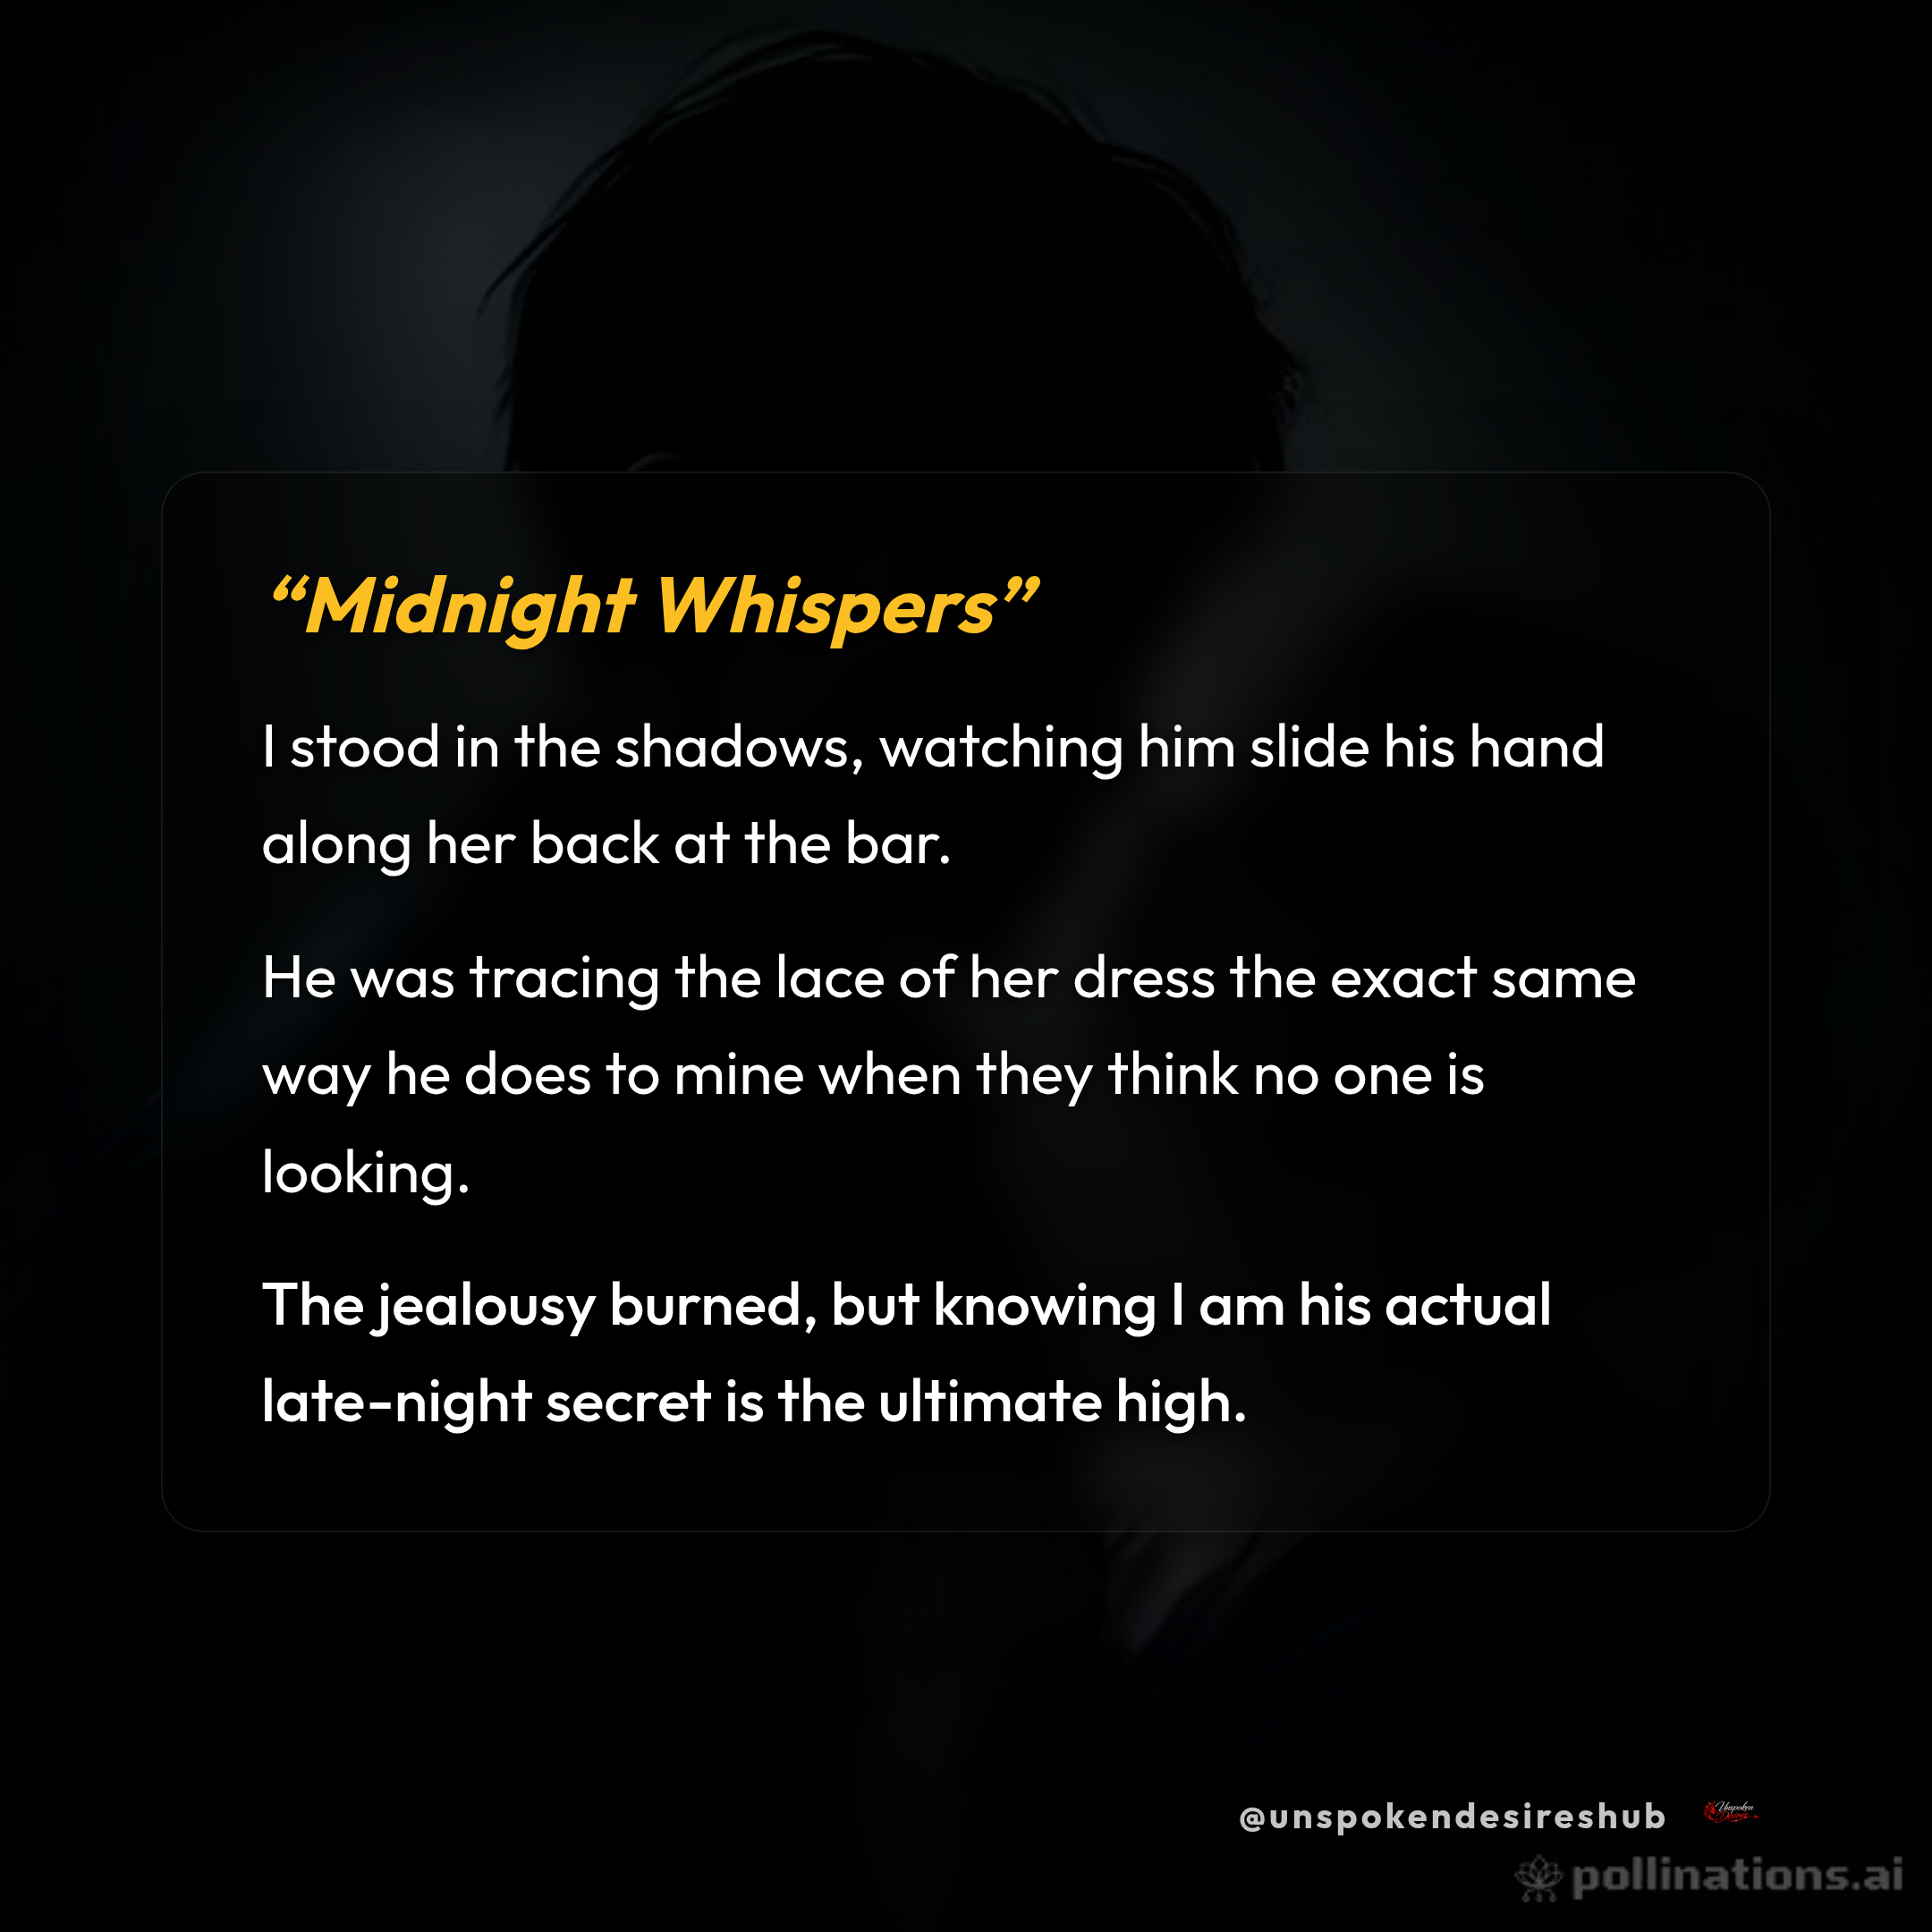 “Midnight Whispers”
I stood in the shadows, watching him slide his hand
along her back at the bar.
He was tracing the lace of her dress the exact same
way he does to mine when they think no one is
looking.
The jealousy burned, but knowing I am his actual
late-night secret is the ultimate high.
@unspokendesireshub
Unspoken
Desires
pollinations.ai